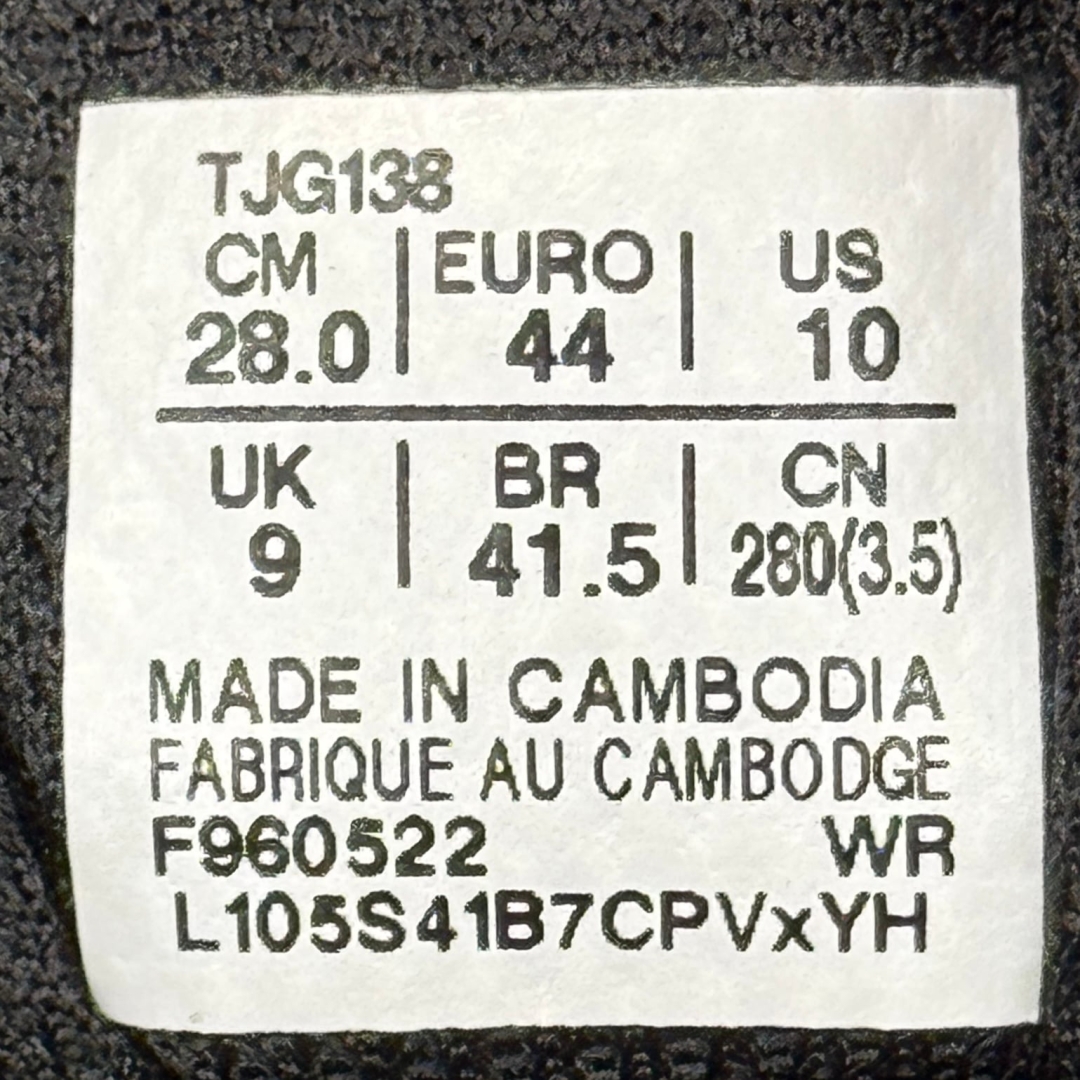 TJG138
CM | EURO | US
28.0 | 44 | 10
UK | BR | CN
9 | 41.5 | 280(3.5)
MADE IN CAMBODIA
FABRIQUE AU CAMBODGE
F960522 WR
L105S41B7CPVxYH